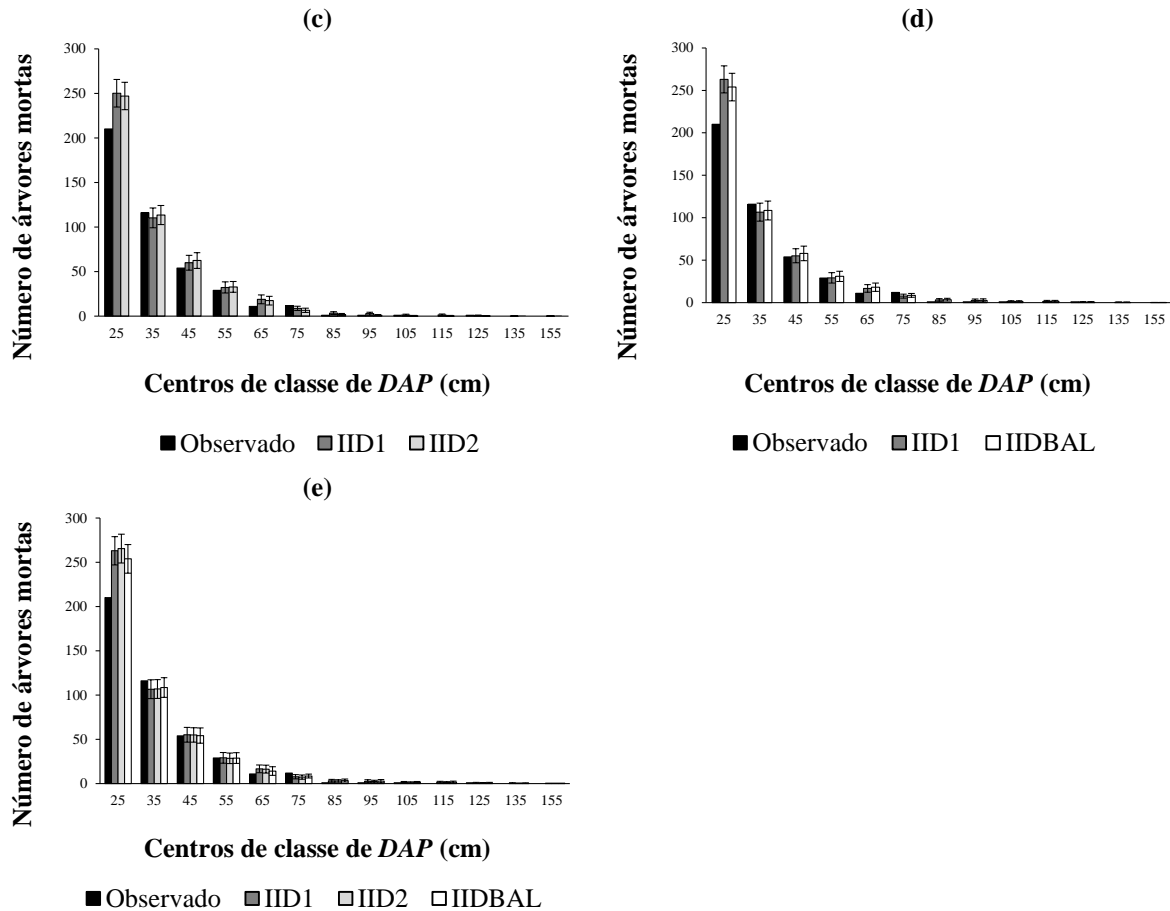 (c)
Número de árvores mortas
300
250
200
150
100
50
0
25 35 45 55 65 75 85 95 105 115 125 135 155
Centros de classe de DAP (cm)
Observado IID1 IID2
(d)
Número de árvores mortas
300
250
200
150
100
50
0
25 35 45 55 65 75 85 95 105 115 125 135 155
Centros de classe de DAP (cm)
Observado IID1 IIDBAL
(e)
Número de árvores mortas
300
250
200
150
100
50
0
25 35 45 55 65 75 85 95 105 115 125 135 155
Centros de classe de DAP (cm)
Observado IID1 IID2 IIDBAL